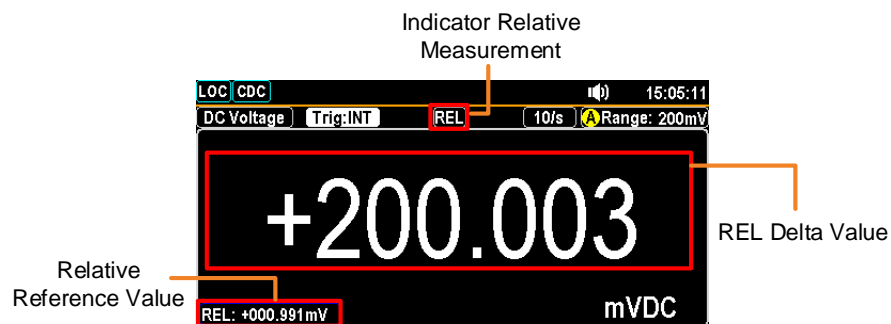 Indicator Relative
Measurement
LOC CDC 15:05:11
DC Voltage Trig:INT REL 10/s A Range: 200mV
+200.003
REL Delta Value
Relative
Reference Value
REL: +000.991mV mVDC